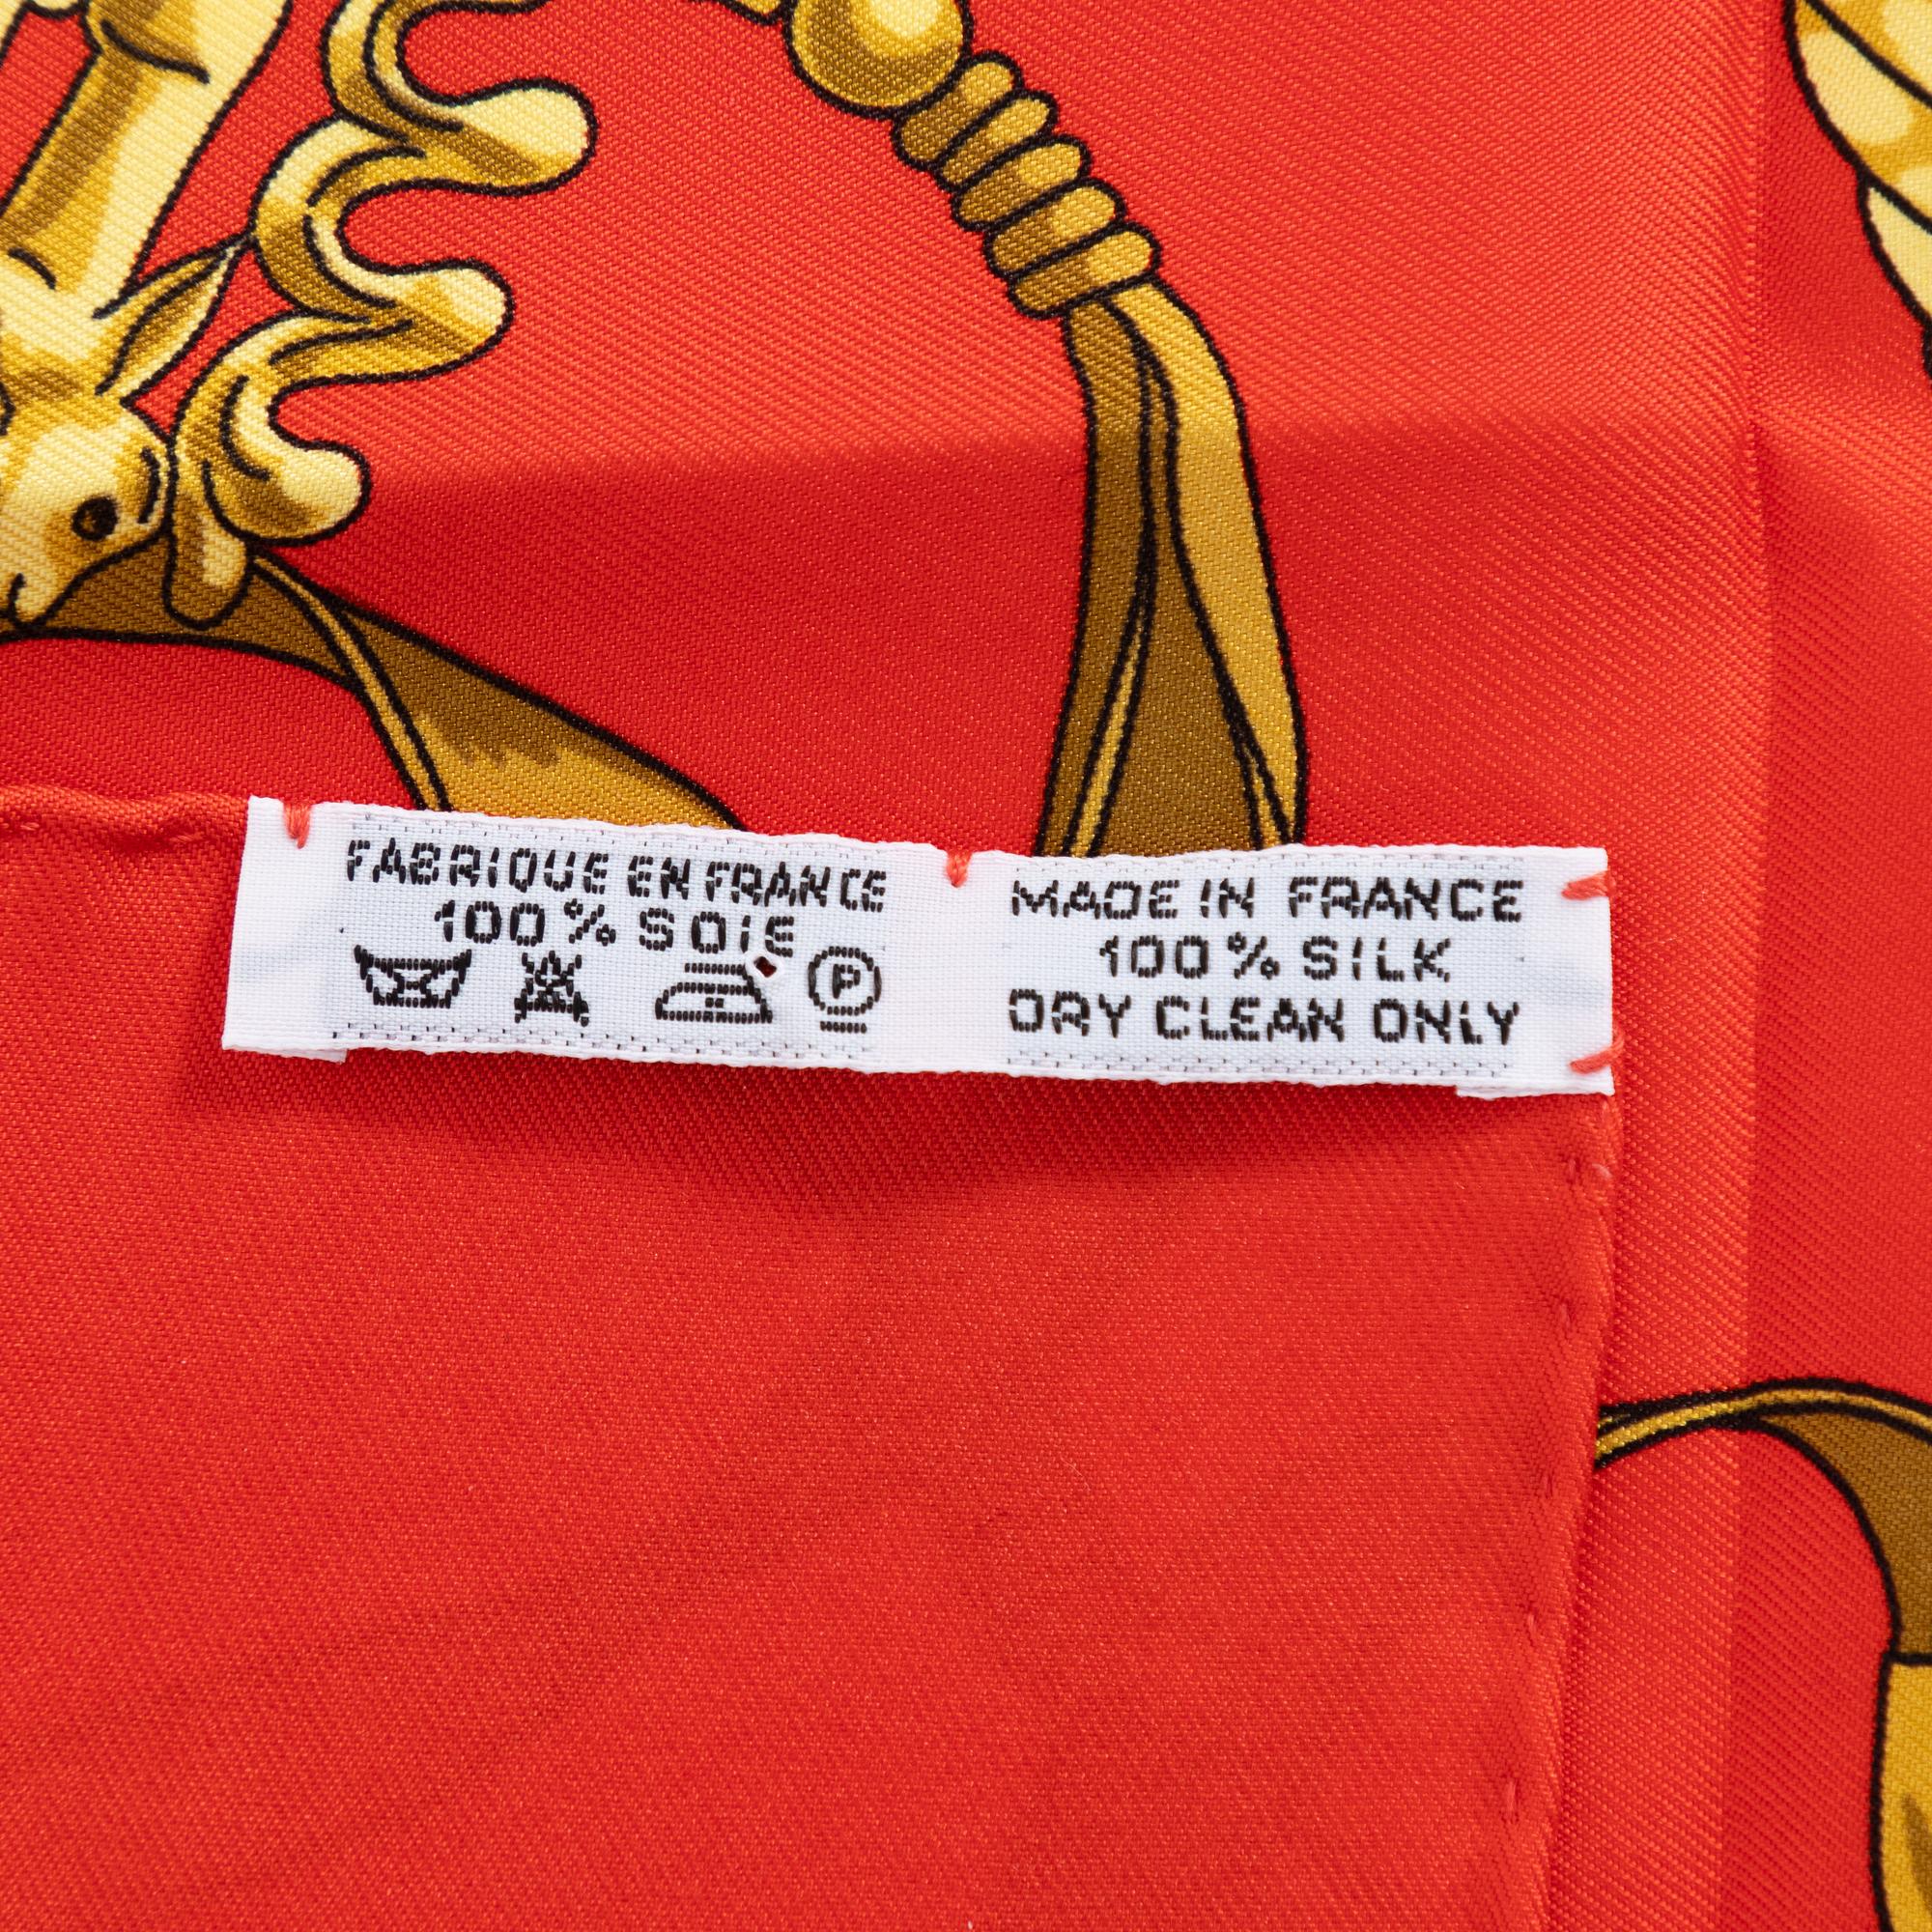 FABRIQUE EN FRANCE
100% SOIE
P
MADE IN FRANCE
100% SILK
DRY CLEAN ONLY